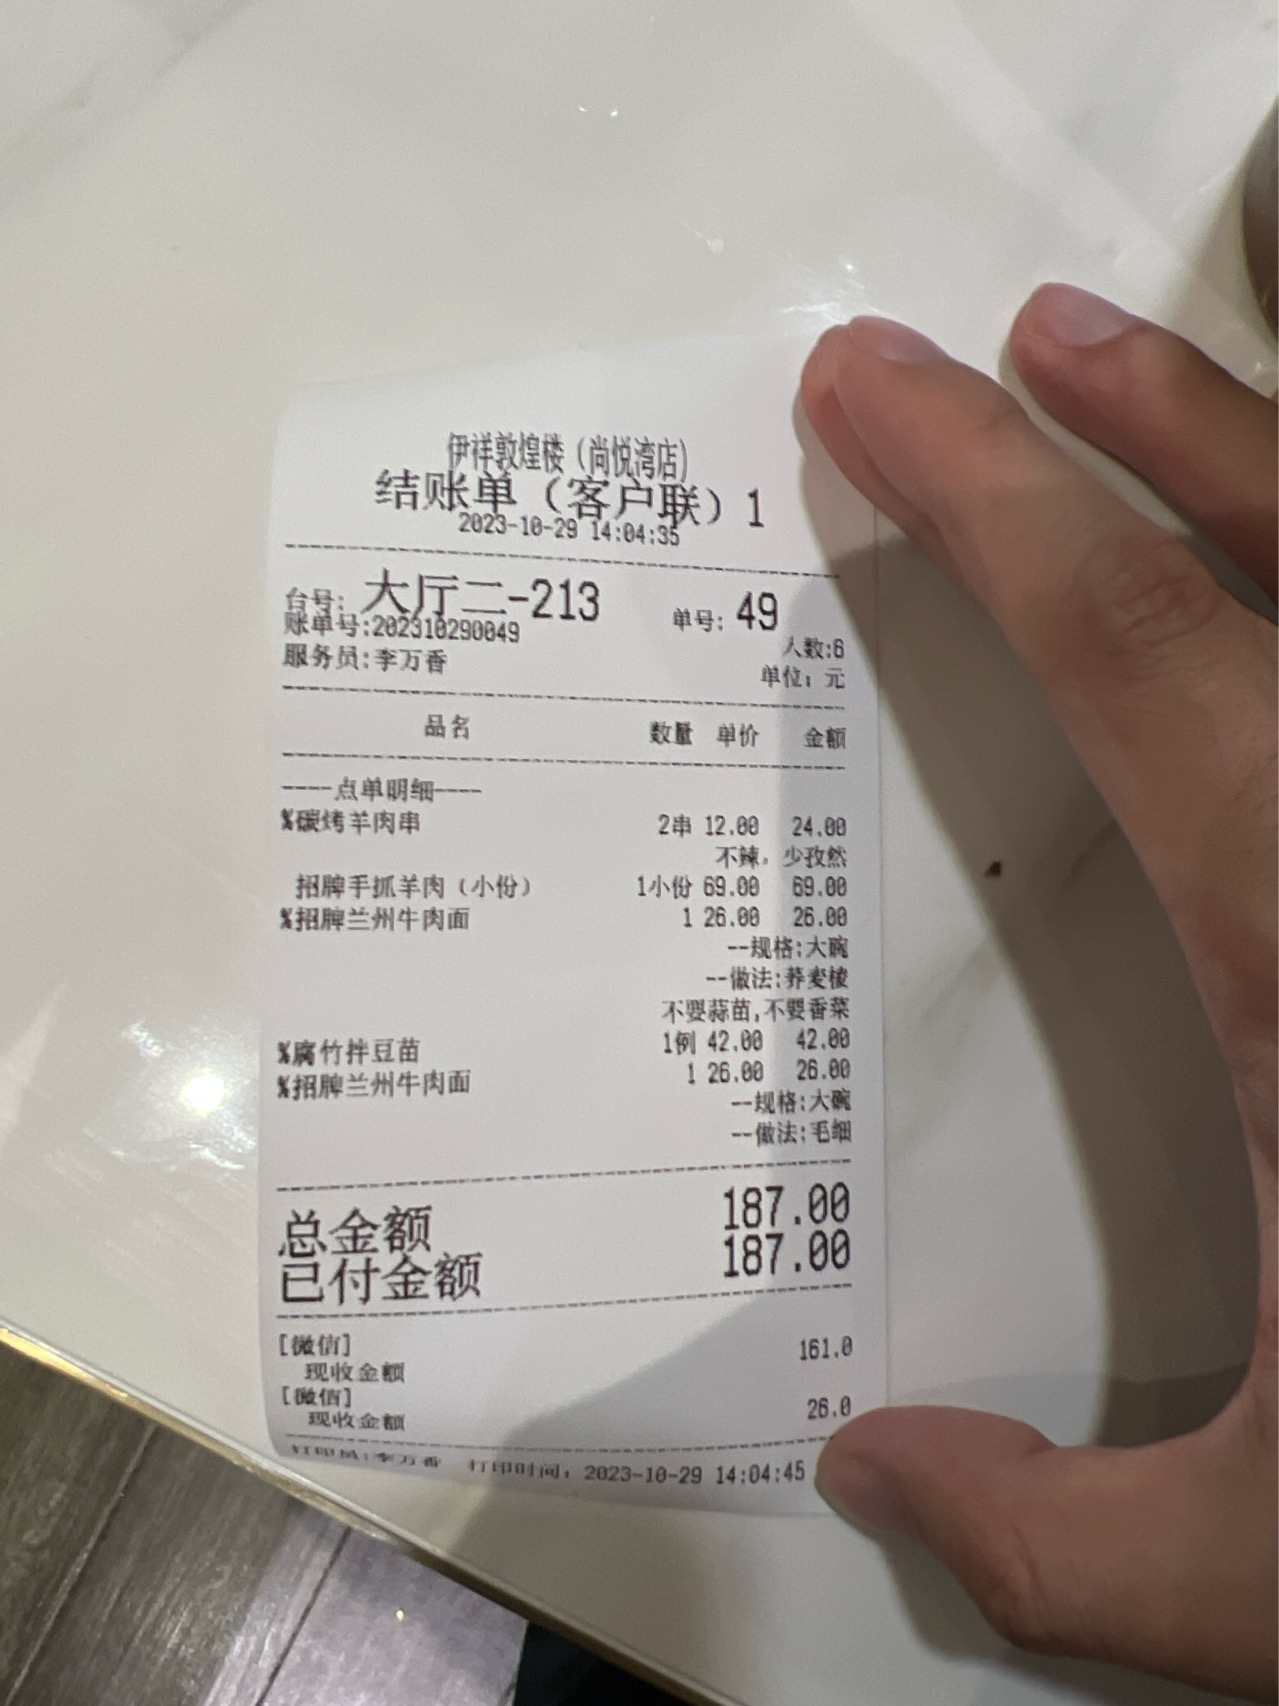 伊祥敦煌楼（尚悦湾店）
结账单（客户联）1
2023-10-29 14:04:35
台号: 大厅二-213 单号: 49
账单号:202310290049 人数:6
服务员:李万香 单位：元
品名 数量 单价 金额
----点单明细----
%碳烤羊肉串 2串 12.00 24.00
不辣，少孜然
招牌手抓羊肉（小份） 1小份 69.00 69.00
%招牌兰州牛肉面 1 26.00 26.00
--规格:大碗
--做法:荞麦棱
不要蒜苗,不要香菜
%腐竹拌豆苗 1例 42.00 42.00
%招牌兰州牛肉面 1 26.00 26.00
--规格:大碗
--做法:毛细
总金额 187.00
已付金额 187.00
[微信]
现收金额 161.0
[微信]
现收金额 26.0
打印员:李万香 打印时间：2023-10-29 14:04:45